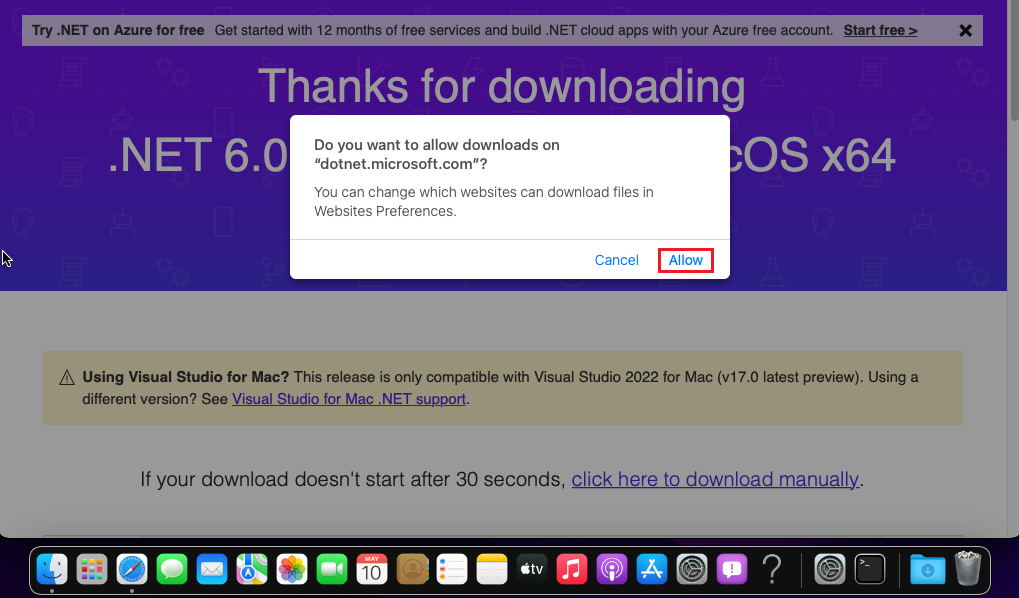 Try .NET on Azure for free Get started with 12 months of free services and build .NET cloud apps with your Azure free account. Start free >
Thanks for downloading
.NET 6.0 cOS x64
Do you want to allow downloads on
“dotnet.microsoft.com”?
You can change which websites can download files in
Websites Preferences.
Cancel Allow
Using Visual Studio for Mac? This release is only compatible with Visual Studio 2022 for Mac (v17.0 latest preview). Using a
different version? See Visual Studio for Mac .NET support.
If your download doesn't start after 30 seconds, click here to download manually.
MAY
10
tv